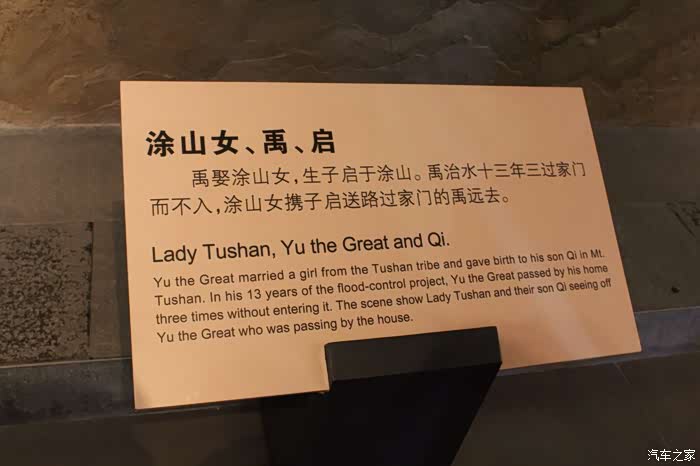 涂山女、禹、启
禹娶涂山女，生子启于涂山。禹治水十三年三过家门
而不入，涂山女携子启送路过家门的禹远去。
Lady Tushan, Yu the Great and Qi.
Yu the Great married a girl from the Tushan tribe and gave birth to his son Qi in Mt.
Tushan. In his 13 years of the flood-control project, Yu the Great passed by his home
three times without entering it. The scene show Lady Tushan and their son Qi seeing off
Yu the Great who was passing by the house.
汽车之家